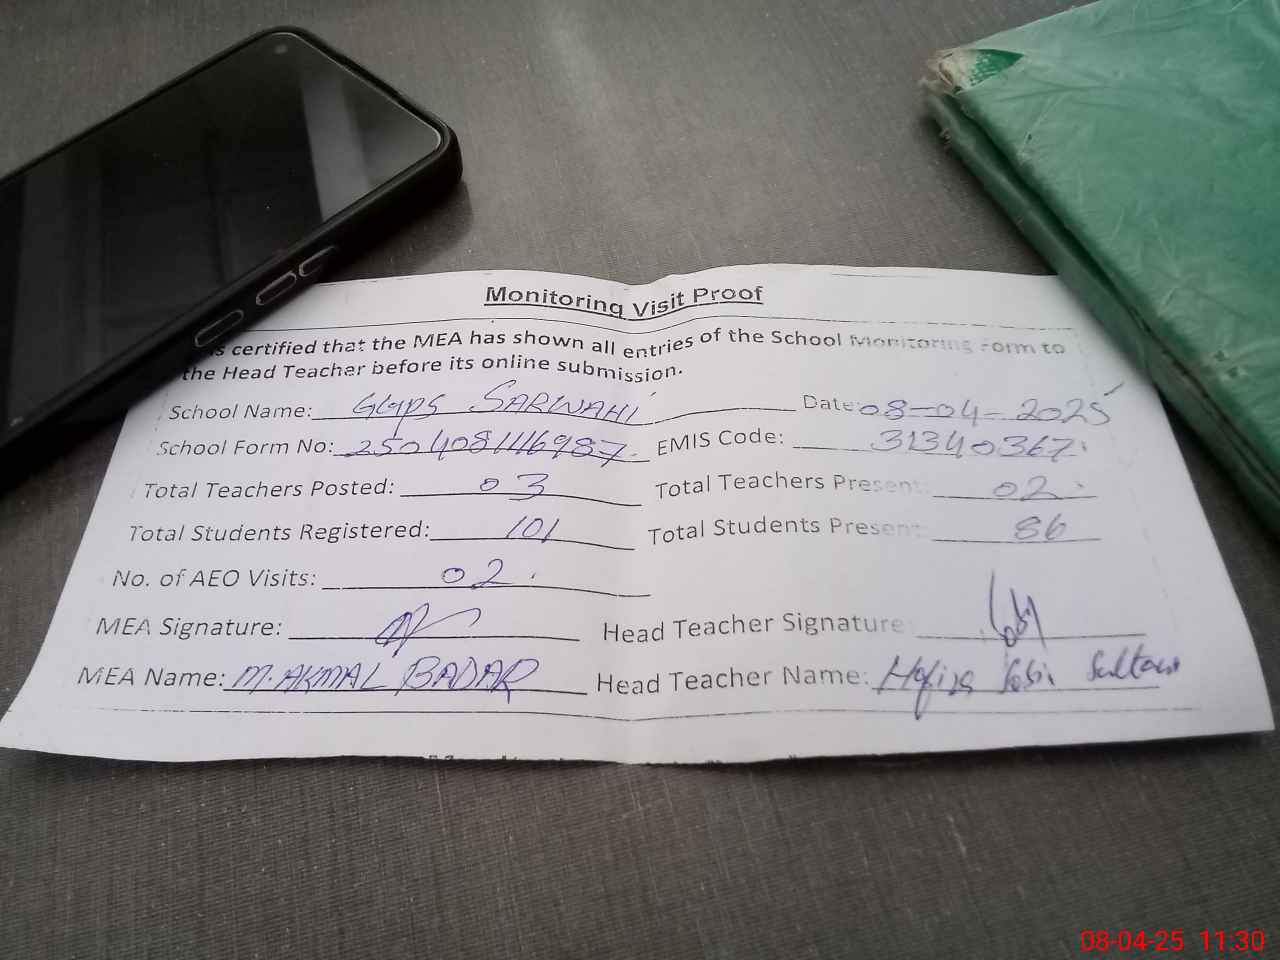 Monitoring Visit Proof
is certified that the MEA has shown all entries of the School Monitoring Form to
the Head Teacher before its online submission.
School Name: GGPS SARWAHI Date: 08-04-2025
School Form No: 2504081116987. EMIS Code: 31340367.
Total Teachers Posted: 03 Total Teachers Present: 02.
Total Students Registered: 101 Total Students Present: 86
No. of AEO Visits: 02.
MEA Signature: Head Teacher Signature:
MEA Name: M. AKMAL BADAR Head Teacher Name: Hafiza Sultana
08-04-25 11:30